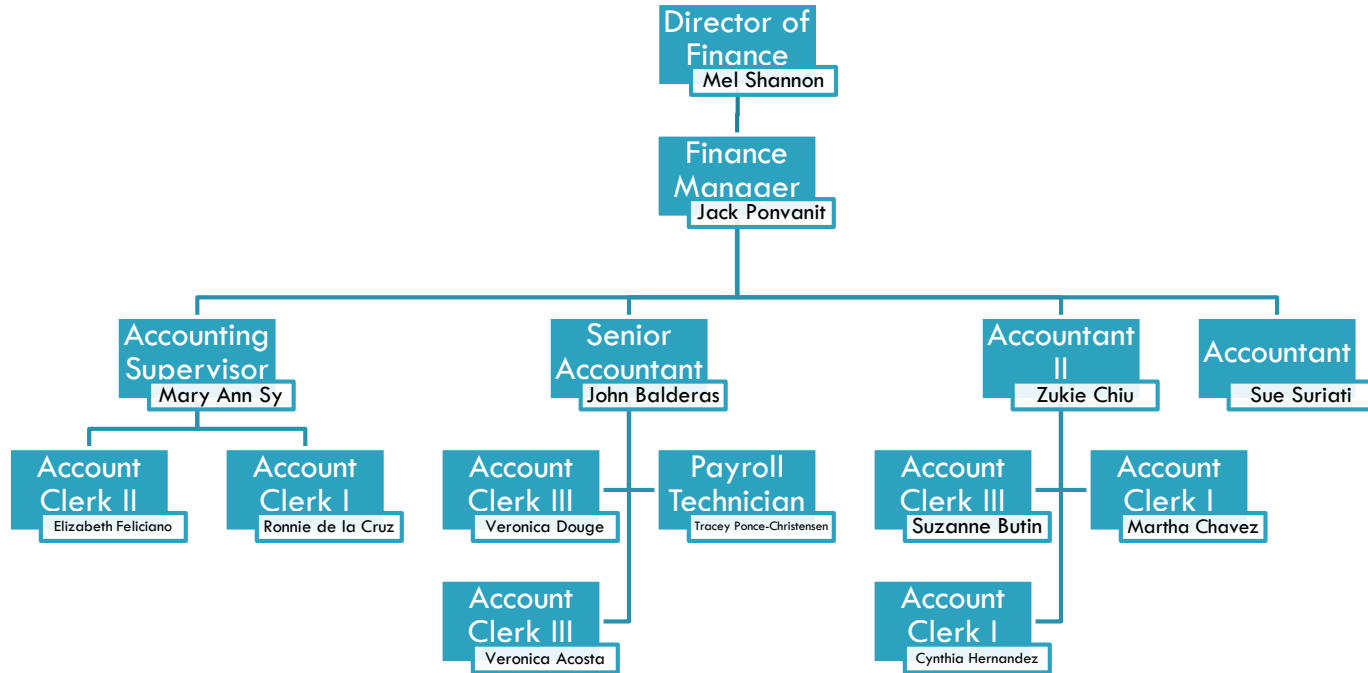 Director of
Finance
Mel Shannon
Finance
Manager
Jack Ponvanit
Accounting
Supervisor
Mary Ann Sy
Senior
Accountant
John Balderas
Accountant
II
Zukie Chiu
Accountant
Sue Suriati
Account
Clerk II
Elizabeth Feliciano
Account
Clerk I
Ronnie de la Cruz
Account
Clerk III
Veronica Douge
Payroll
Technician
Tracey Ponce-Christensen
Account
Clerk III
Suzanne Butin
Account
Clerk I
Martha Chavez
Account
Clerk III
Veronica Acosta
Account
Clerk I
Cynthia Hernandez